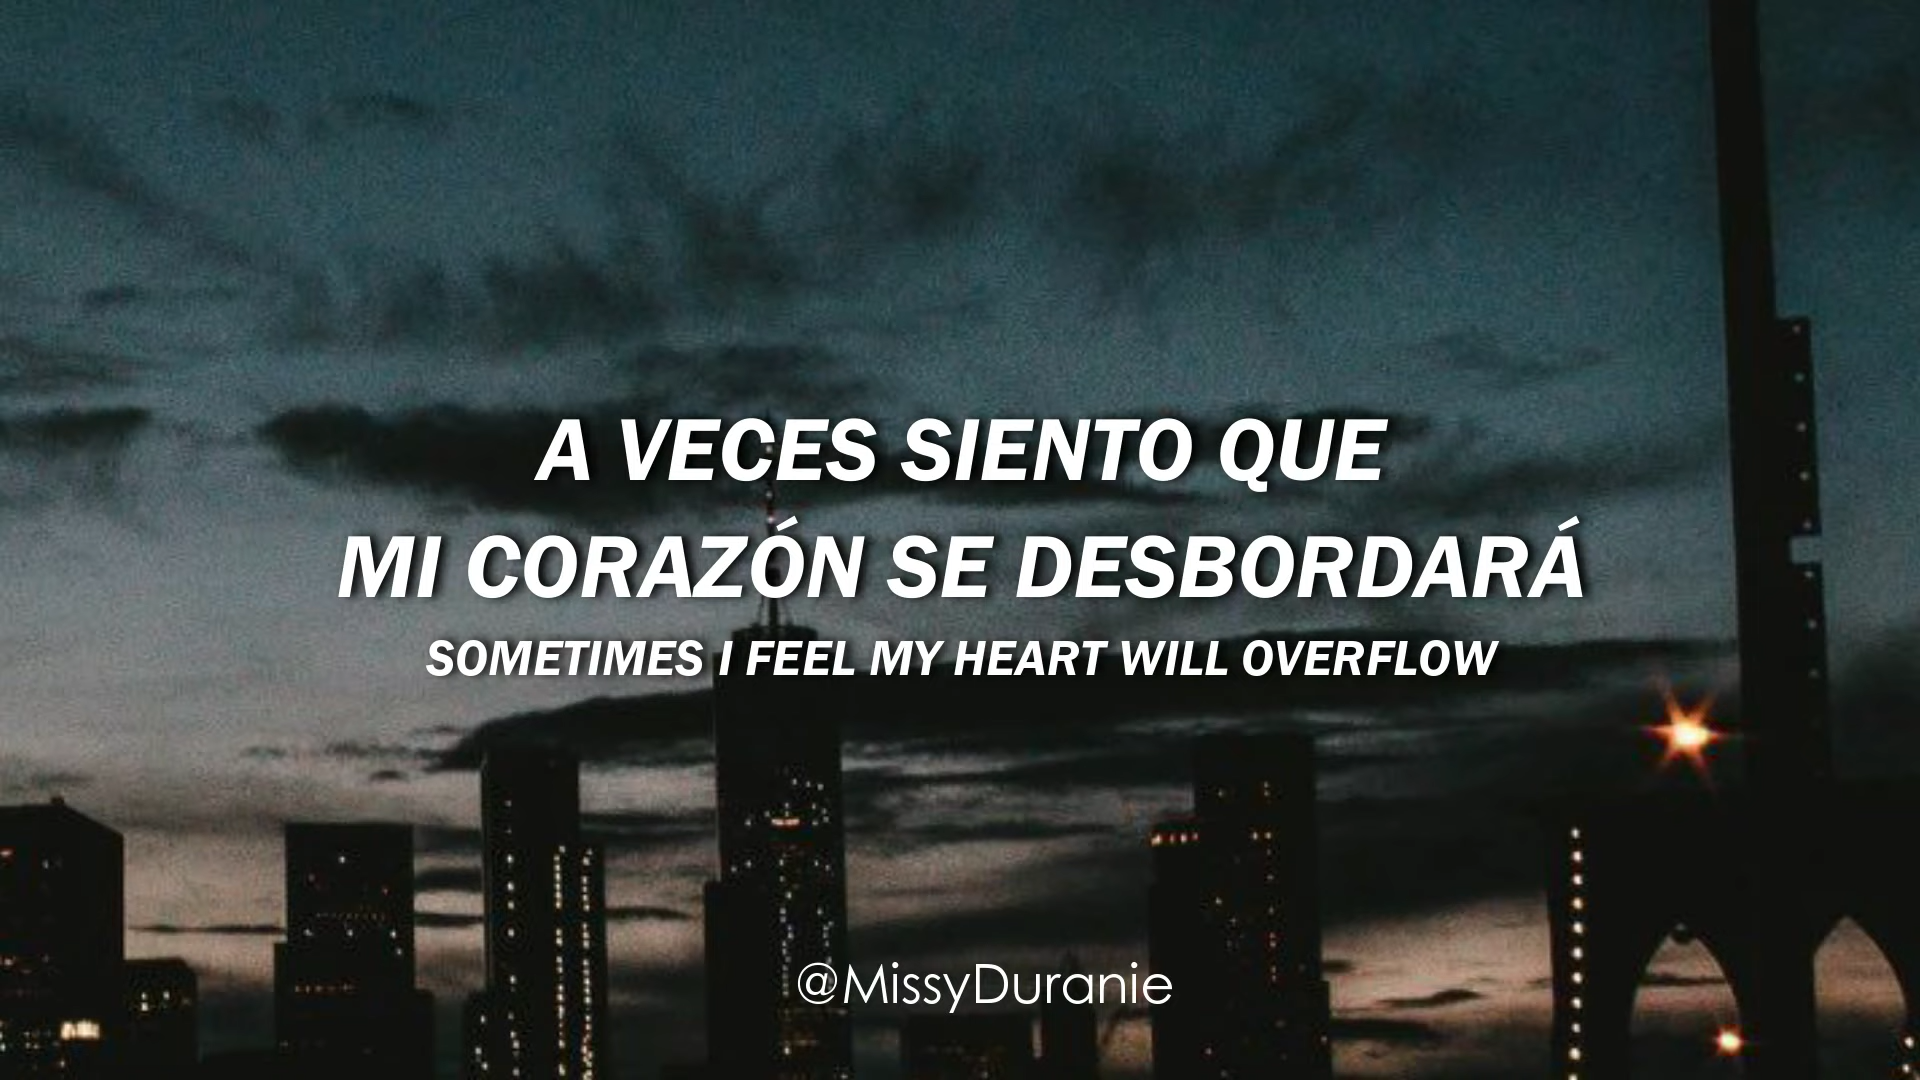 A VECES SIENTO QUE
MI CORAZÓN SE DESBORDARÁ
SOMETIMES I FEEL MY HEART WILL OVERFLOW
@MissyDuranie